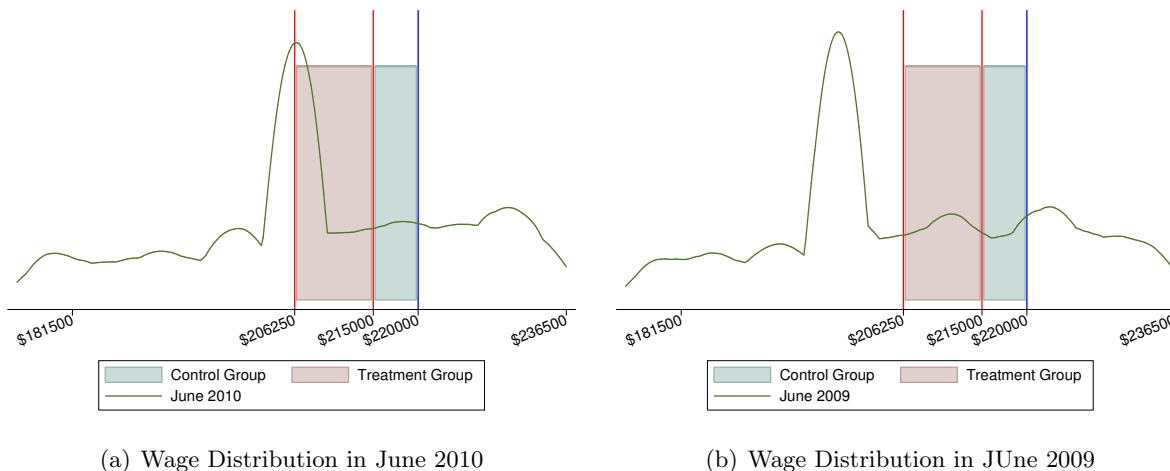 $181500
$206250
$215000
$220000
$236500
Control Group
Treatment Group
June 2010
(a) Wage Distribution in June 2010
$181500
$206250
$215000
$220000
$236500
Control Group
Treatment Group
June 2009
(b) Wage Distribution in JUne 2009